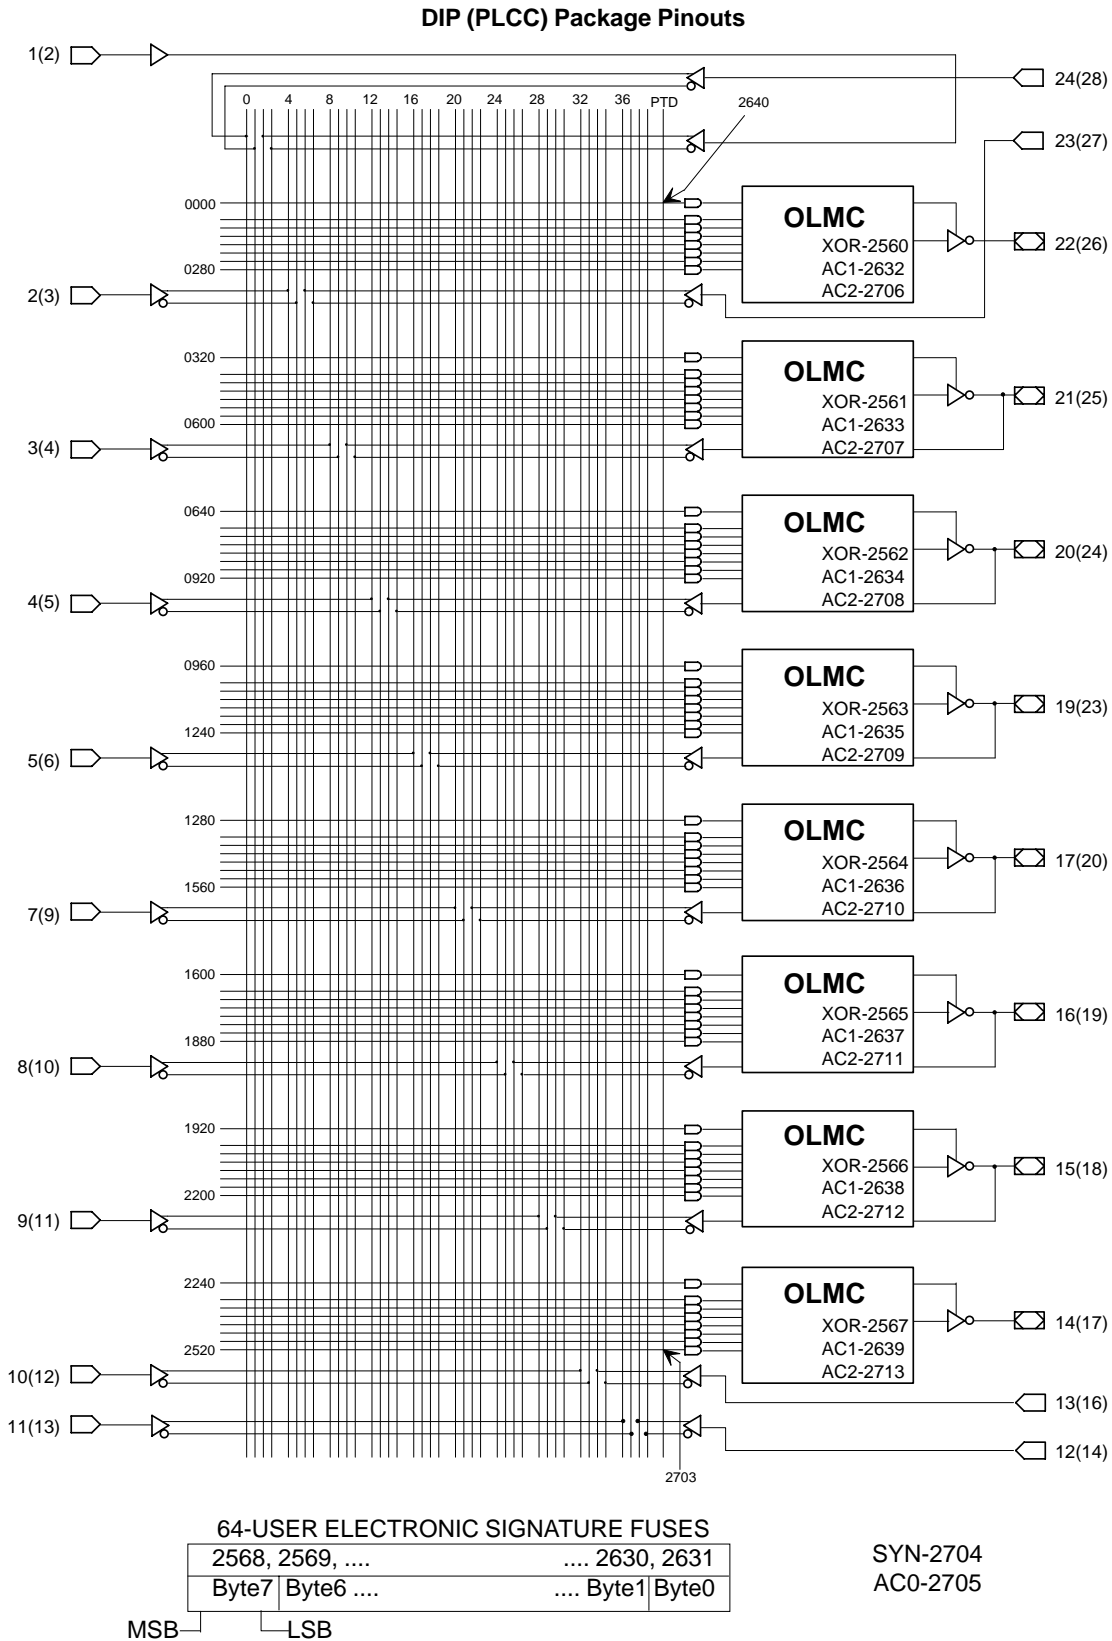 DIP (PLCC) Package Pinouts
1(2)
24(28)
0 4 8 12 16 20 24 28 32 36 PTD 2640
23(27)
0000
OLMC
XOR-2560
22(26)
AC1-2632
0280
AC2-2706
2(3)
0320
OLMC
XOR-2561
21(25)
AC1-2633
0600
AC2-2707
3(4)
0640
OLMC
XOR-2562
20(24)
AC1-2634
0920
AC2-2708
4(5)
0960
OLMC
XOR-2563
19(23)
AC1-2635
1240
AC2-2709
5(6)
1280
OLMC
XOR-2564
17(20)
AC1-2636
1560
AC2-2710
7(9)
1600
OLMC
XOR-2565
16(19)
AC1-2637
1880
AC2-2711
8(10)
1920
OLMC
XOR-2566
15(18)
AC1-2638
2200
AC2-2712
9(11)
2240
OLMC
XOR-2567
14(17)
AC1-2639
2520
AC2-2713
10(12)
13(16)
11(13)
12(14)
2703
64-USER ELECTRONIC SIGNATURE FUSES
2568, 2569, .... .... 2630, 2631
Byte7 Byte6 .... .... Byte1 Byte0
MSB LSB
SYN-2704
AC0-2705